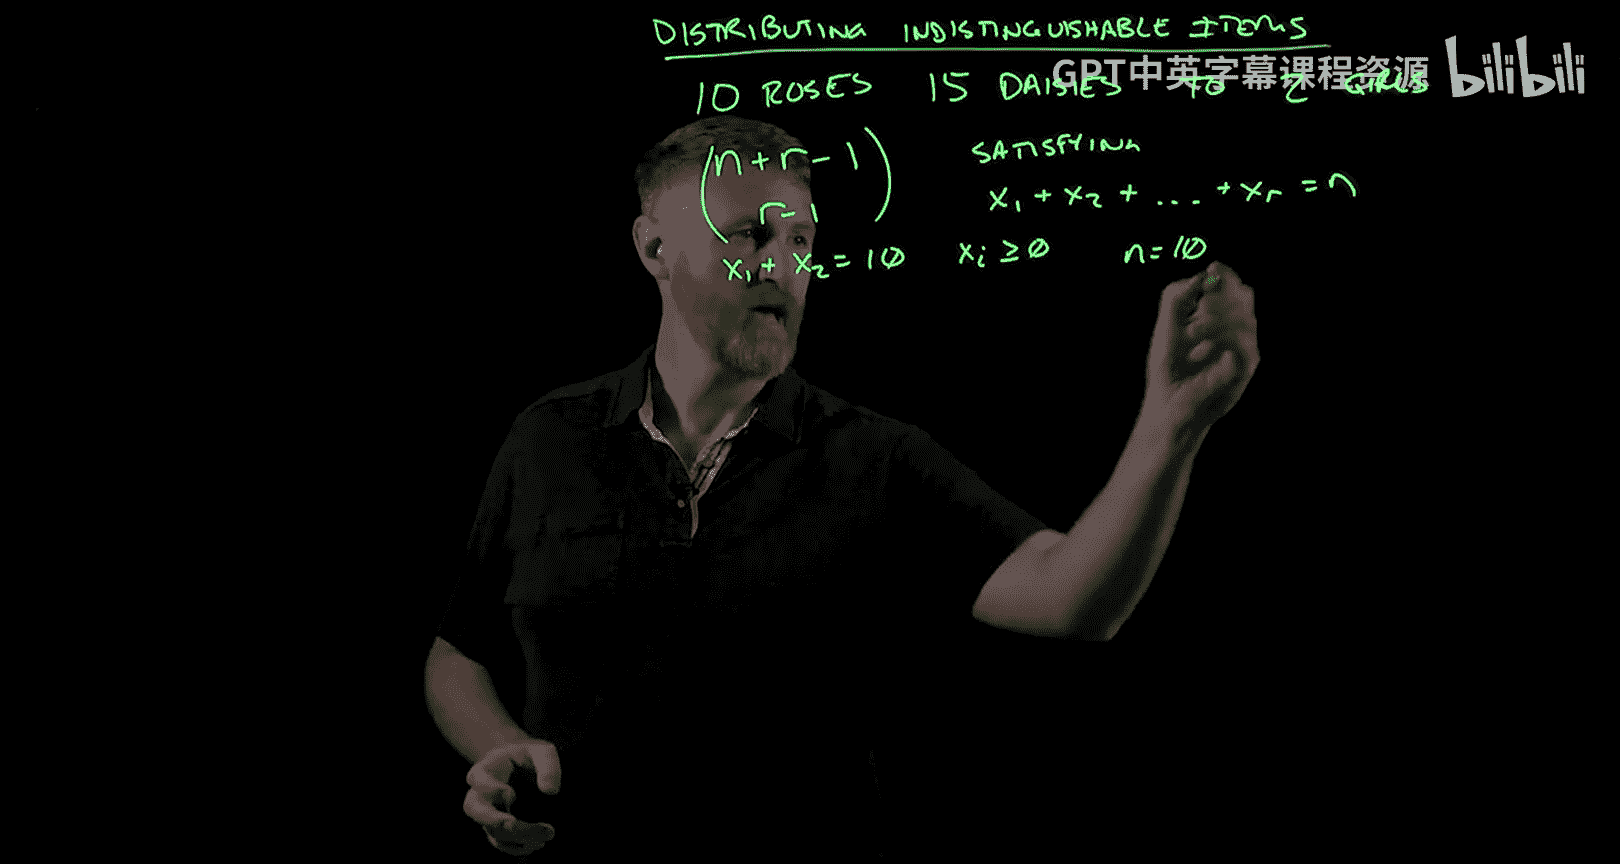 DISTRIBUTING INDISTINGUISHABLE ITEMS
GPT中英字幕课程资源 bilibili
10 ROSES 15 DAISIES TO 2 GIRLS
(n+r-1
r-1)
SATISFYING
x₁ + x₂ + ... + xᵣ = n
x₁ + x₂ = 10 xᵢ ≥ 0 n=10